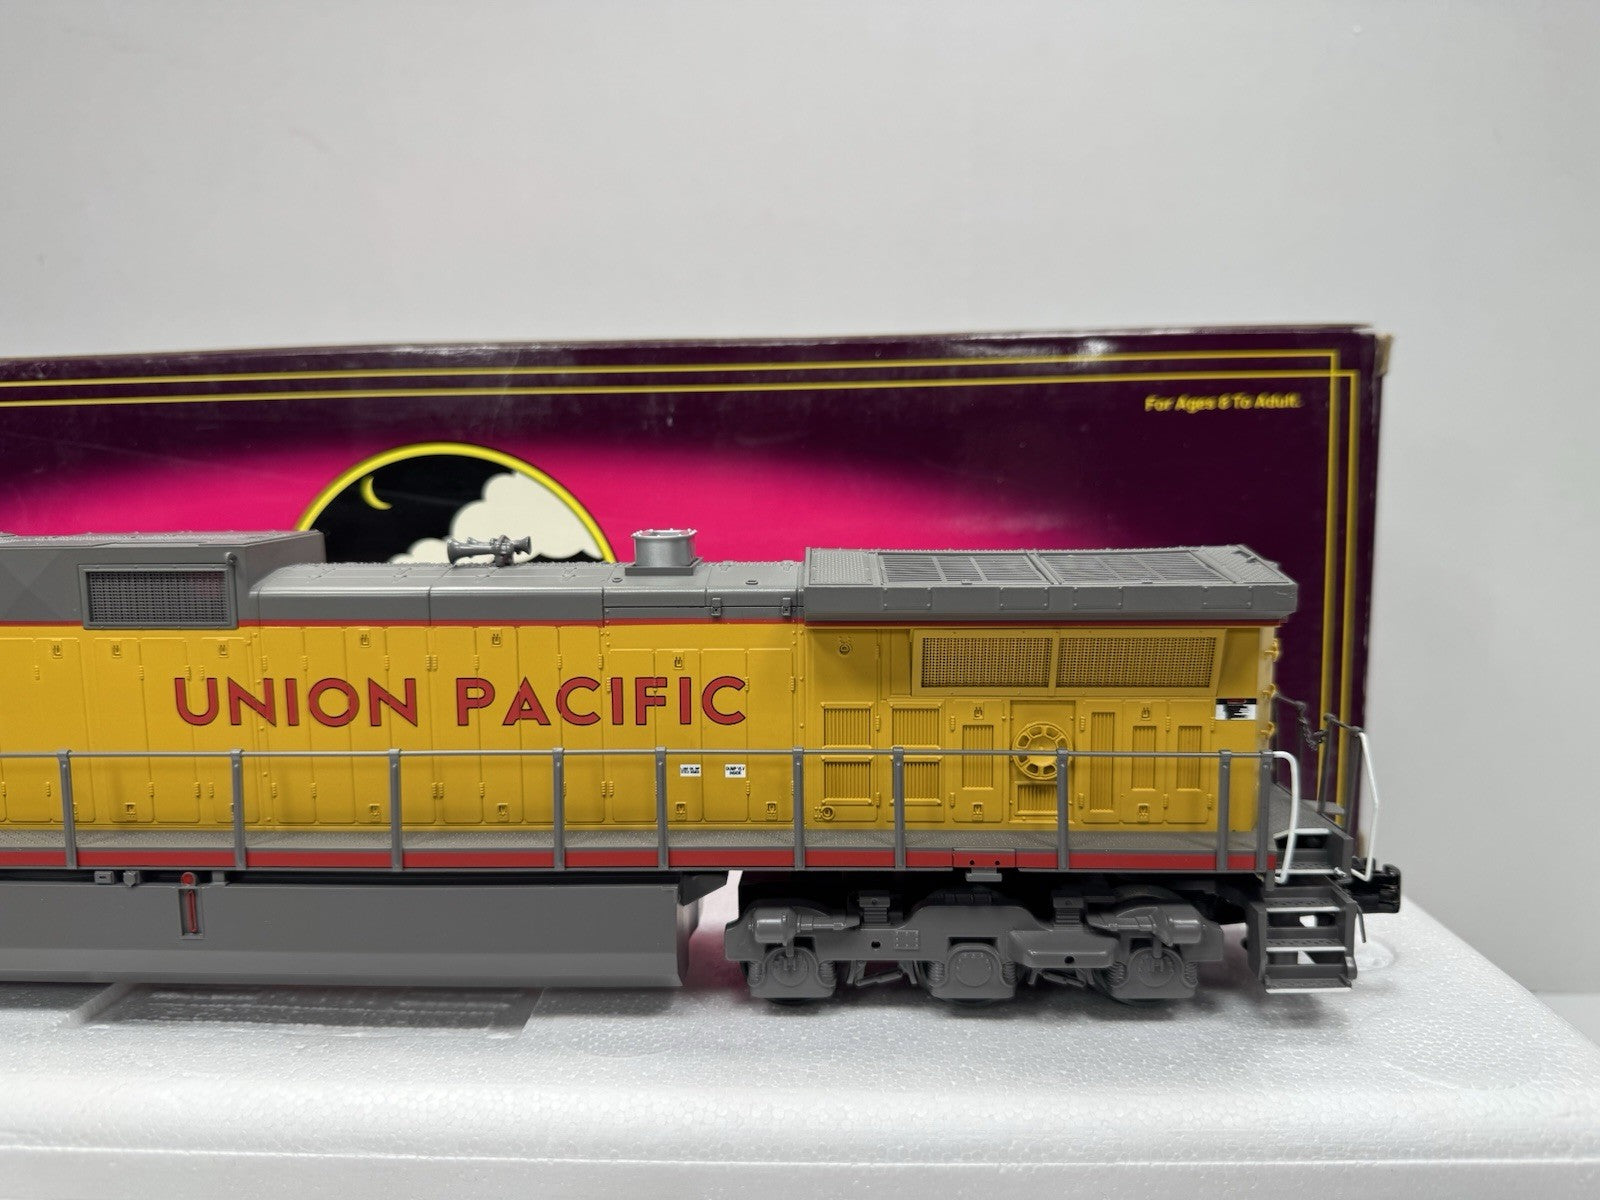 For Ages 8 To Adult.
UNION PACIFIC